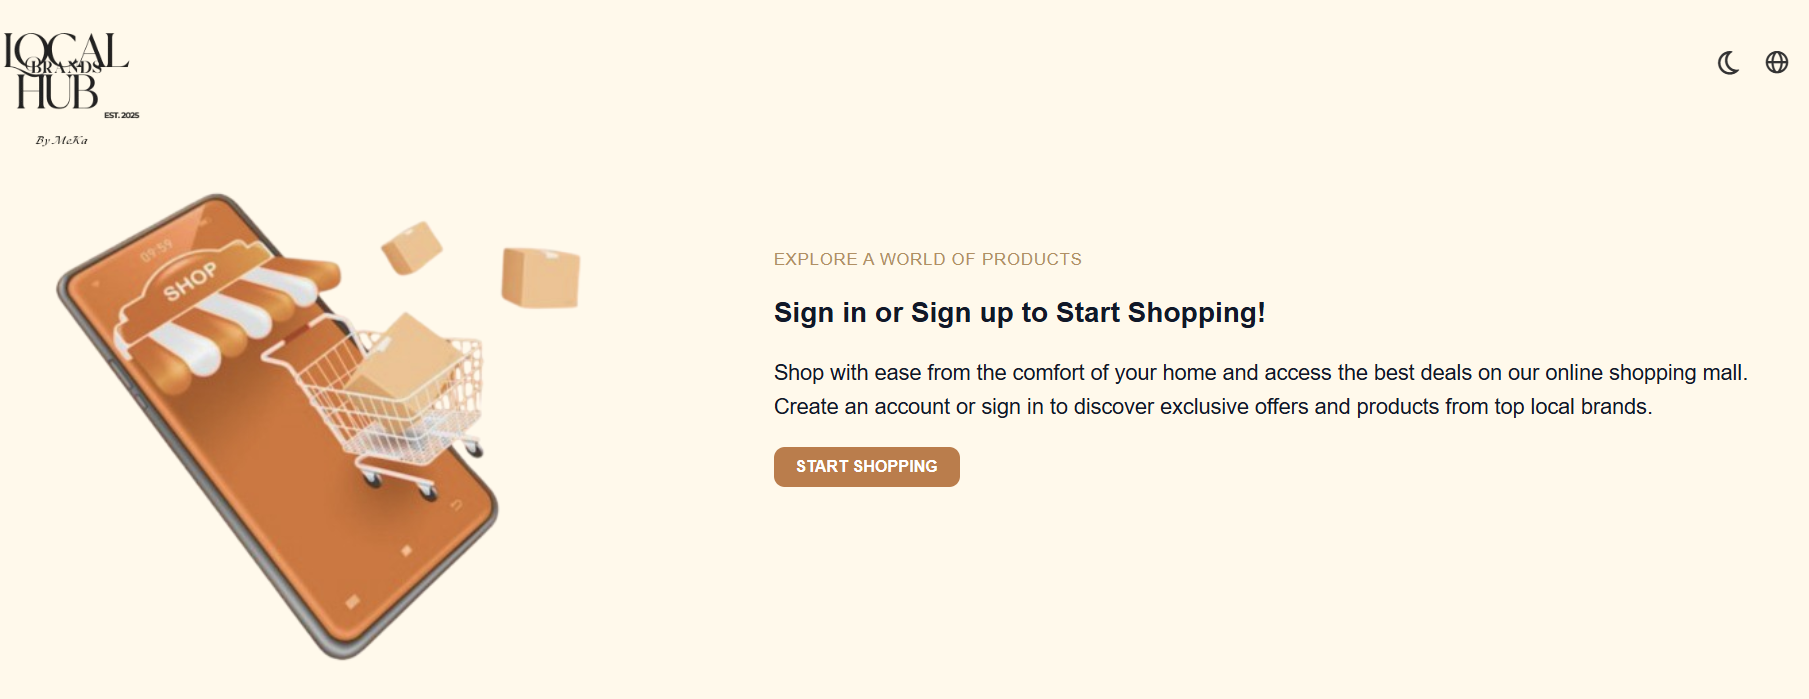 LOCAL
BRANDS
HUB
EST. 2025
By MeKa
09:59
SHOP
EXPLORE A WORLD OF PRODUCTS
Sign in or Sign up to Start Shopping!
Shop with ease from the comfort of your home and access the best deals on our online shopping mall.
Create an account or sign in to discover exclusive offers and products from top local brands.
START SHOPPING